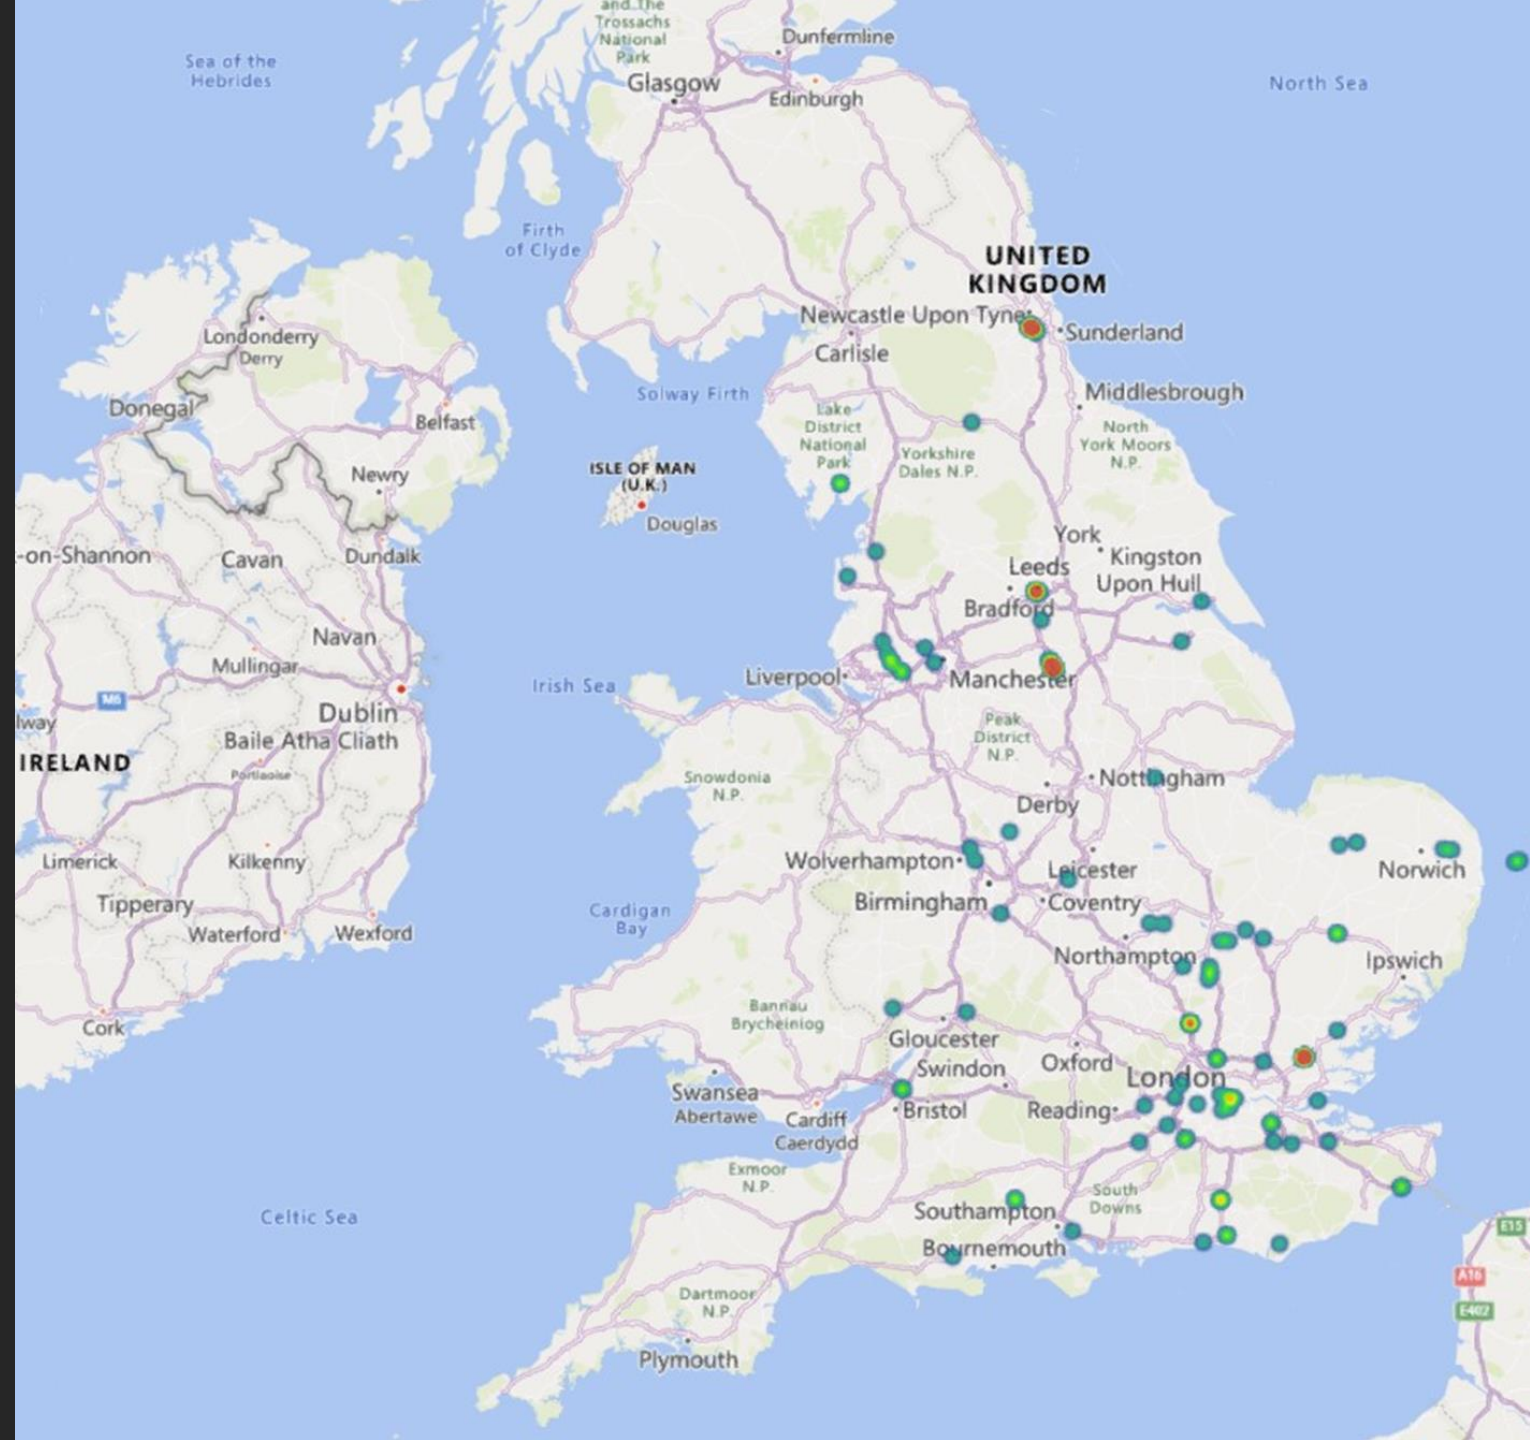 and The
Trossachs
National
Park
Dunfermline
Sea of the
Hebrides
Glasgow
Edinburgh
North Sea
Firth
of Clyde
UNITED
KINGDOM
Newcastle Upon Tyne
Sunderland
Londonderry
Derry
Carlisle
Solway Firth
Middlesbrough
Donegal
Belfast
Lake
District
National
Park
North
York Moors
N.P.
Yorkshire
Dales N.P.
ISLE OF MAN
(U.K.)
Newry
Douglas
-on-Shannon
Cavan
Dundalk
York
Kingston
Upon Hull
Leeds
Bradford
Navan
Mullingar
Irish Sea
Liverpool
Manchester
M6
lway
Dublin
Baile Atha Cliath
IRELAND
Portlaoise
Peak
District
N.P.
Snowdonia
N.P.
Nottingham
Derby
Limerick
Kilkenny
Wolverhampton
Leicester
Norwich
Tipperary
Birmingham
Coventry
Waterford
Wexford
Cardigan
Bay
Northampton
Ipswich
Cork
Bannau
Brycheiniog
Gloucester
Swindon
Oxford
London
Swansea
Abertawe
Cardiff
Caerdydd
Bristol
Reading
Exmoor
N.P.
South
Downs
Celtic Sea
Southampton
Bournemouth
E15
A16
E402
Dartmoor
N.P.
Plymouth